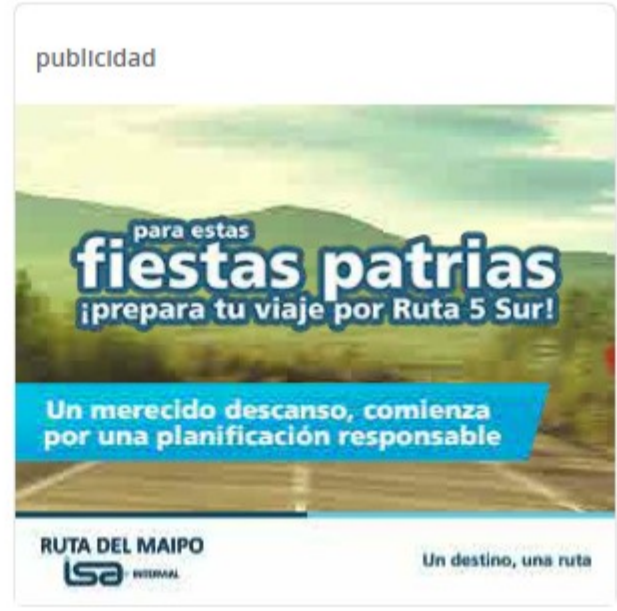 publicidad
para estas
fiestas patrias
¡prepara tu viaje por Ruta 5 Sur!
Un merecido descanso, comienza
por una planificación responsable
RUTA DEL MAIPO
isa INTERVIAL
Un destino, una ruta